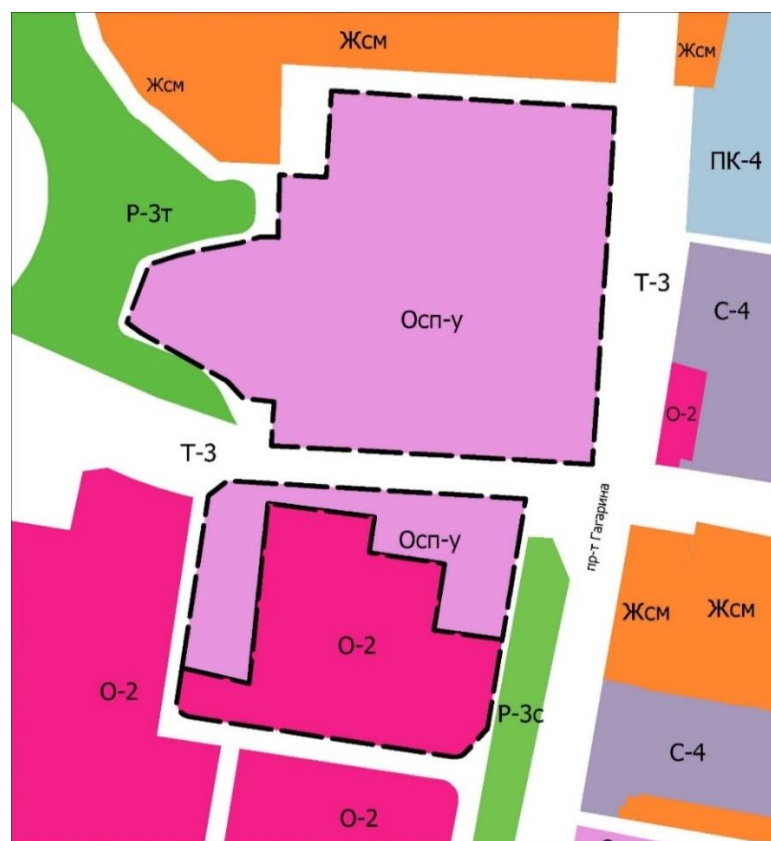 Жсм
Жсм
Жсм
ПК-4
Р-3т
Т-3
С-4
Осп-у
О-2
Т-3
пр-т Гагарина
Осп-у
Жсм
Жсм
О-2
О-2
Р-3с
С-4
О-2